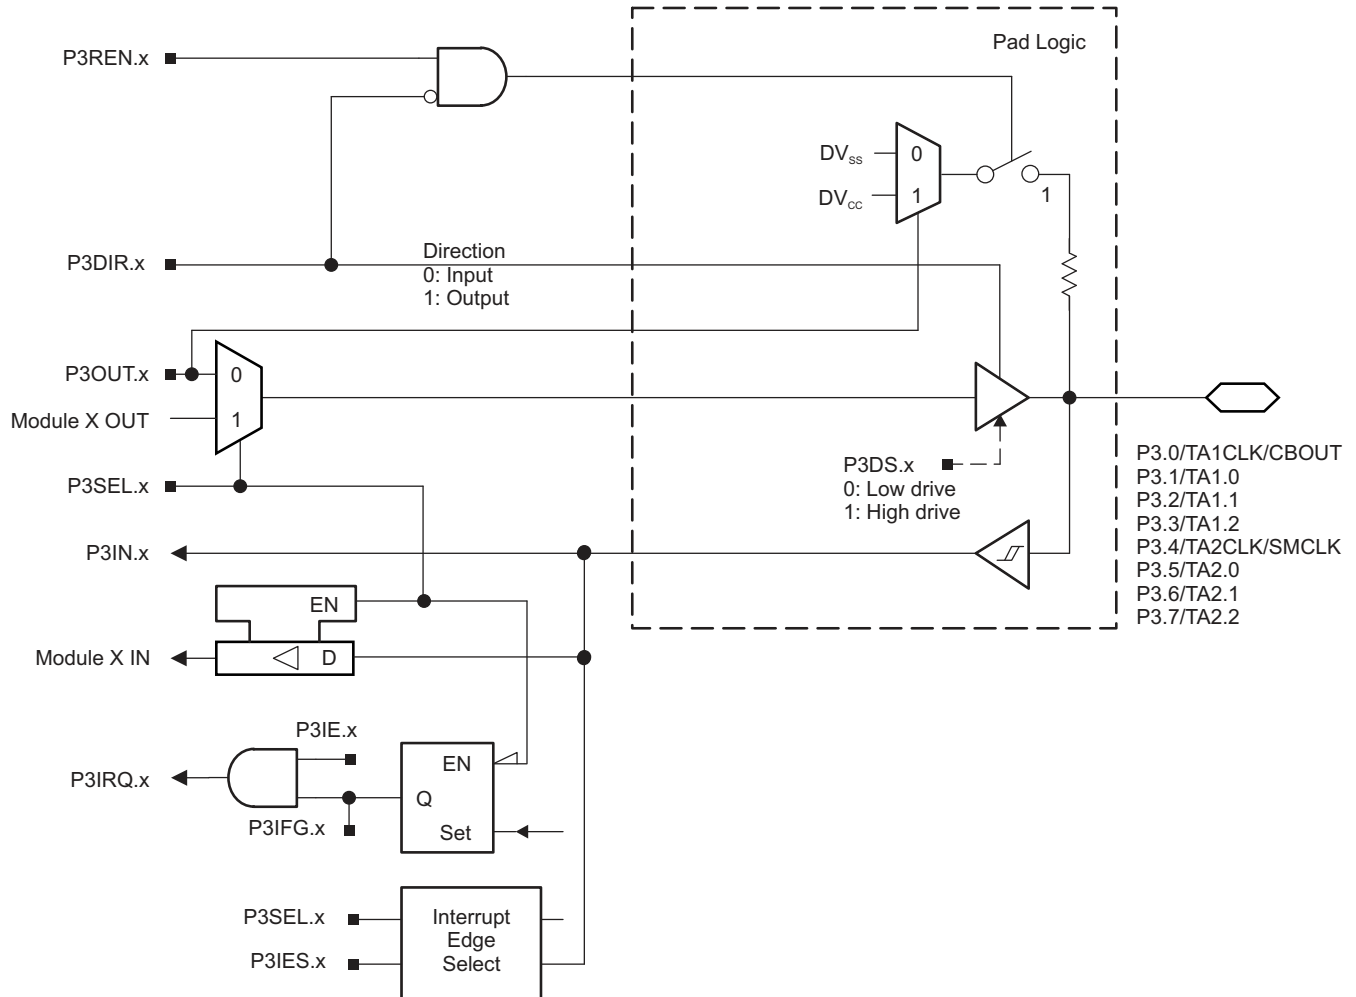 Pad Logic
P3REN.x
DVSS
0
DVCC
1
1
P3DIR.x
Direction
0: Input
1: Output
P3OUT.x
0
Module X OUT
1
P3SEL.x
P3DS.x
0: Low drive
1: High drive
P3.0/TA1CLK/CBOUT
P3.1/TA1.0
P3.2/TA1.1
P3.3/TA1.2
P3.4/TA2CLK/SMCLK
P3.5/TA2.0
P3.6/TA2.1
P3.7/TA2.2
P3IN.x
EN
Module X IN
D
P3IE.x
EN
P3IRQ.x
Q
P3IFG.x
Set
P3SEL.x
P3IES.x
Interrupt
Edge
Select